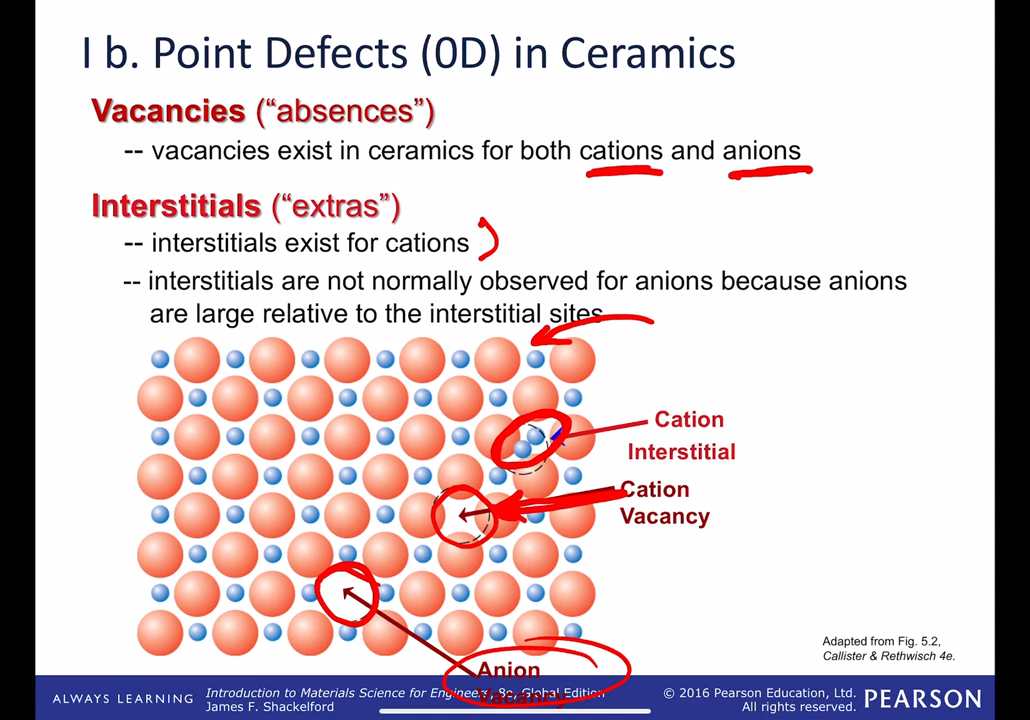 I b. Point Defects (0D) in Ceramics
Vacancies (“absences”)
-- vacancies exist in ceramics for both cations and anions
Interstitials (“extras”)
-- interstitials exist for cations
-- interstitials are not normally observed for anions because anions
are large relative to the interstitial sites
Cation
Interstitial
Cation
Vacancy
Anion
Vacancy
Adapted from Fig. 5.2,
Callister & Rethwisch 4e.
ALWAYS LEARNING
Introduction to Materials Science for Engineers, 8e, Global Edition
James F. Shackelford
© 2016 Pearson Education, Ltd.
All rights reserved.
PEARSON